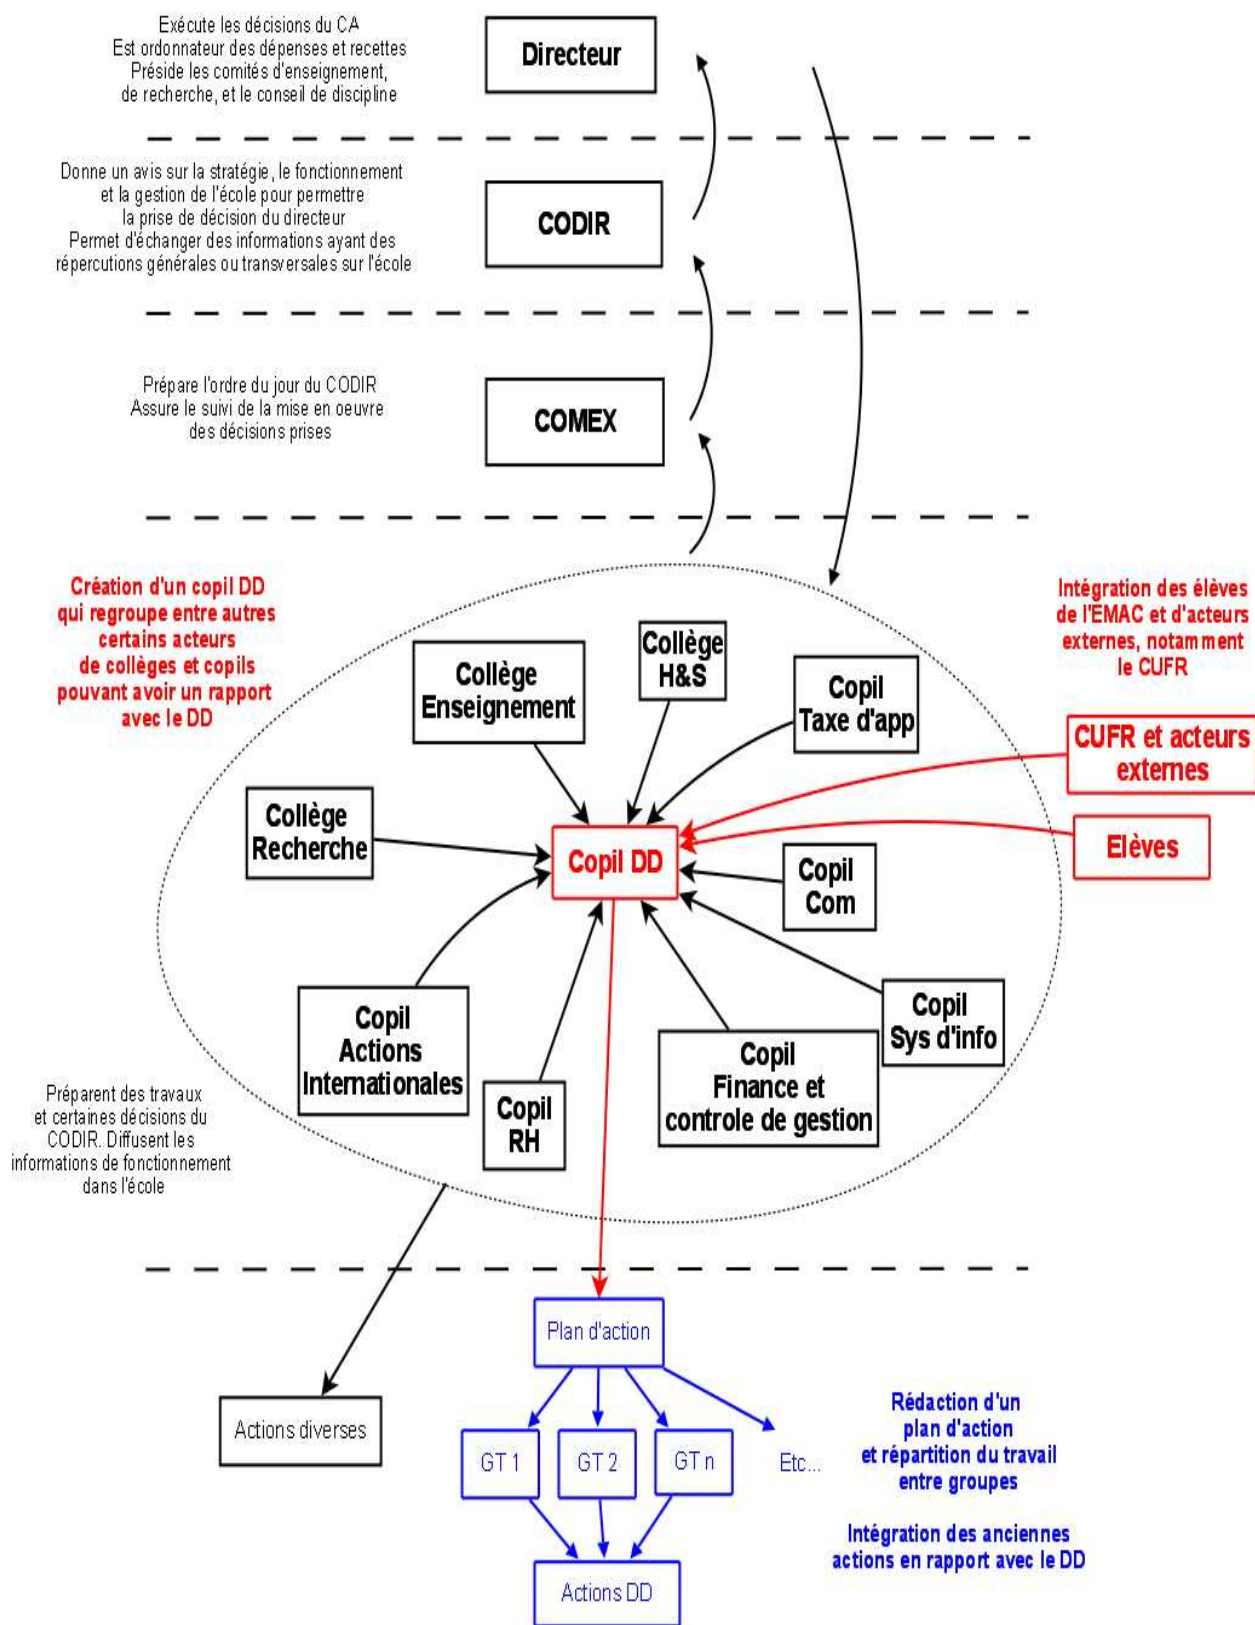 Exécute les décisions du CA
Est ordonnateur des dépenses et recettes
Préside les comités d'enseignement,
de recherche, et le conseil de discipline
Directeur
Donne un avis sur la stratégie, le fonctionnement
et la gestion de l'école pour permettre
la prise de décision du directeur
Permet d'échanger des informations ayant des
répercutions générales ou transversales sur l'école
CODIR
Prépare l'ordre du jour du CODIR
Assure le suivi de la mise en oeuvre
des décisions prises
COMEX
Création d'un copil DD
qui regroupe entre autres
certains acteurs
de collèges et copils
pouvant avoir un rapport
avec le DD
Intégration des élèves
de l'EMAC et d'acteurs
externes, notamment
le CUFR
Collège
Enseignement
Collège
H&S
Copil
Taxe d'app
CUFR et acteurs
externes
Elèves
Collège
Recherche
Copil DD
Copil
Com
Copil
Actions
Internationales
Copil
RH
Copil
Finance et
controle de gestion
Copil
Sys d'info
Préparent des travaux
et certaines décisions du
CODIR. Diffusent les
informations de fonctionnement
dans l'école
Plan d'action
Actions diverses
GT 1
GT 2
GT n
Etc...
Rédaction d'un
plan d'action
et répartition du travail
entre groupes
Intégration des anciennes
actions en rapport avec le DD
Actions DD